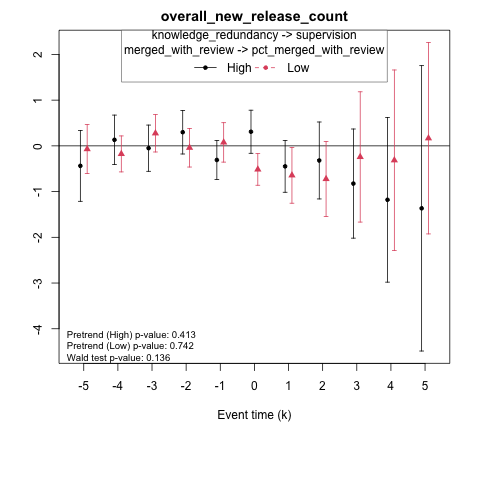 overall_new_release_count
knowledge_redundancy -> supervision
merged_with_review -> pct_merged_with_review
High Low
2
1
0
-1
-2
-3
-4
Pretrend (High) p-value: 0.413
Pretrend (Low) p-value: 0.742
Wald test p-value: 0.136
-5 -4 -3 -2 -1 0 1 2 3 4 5
Event time (k)